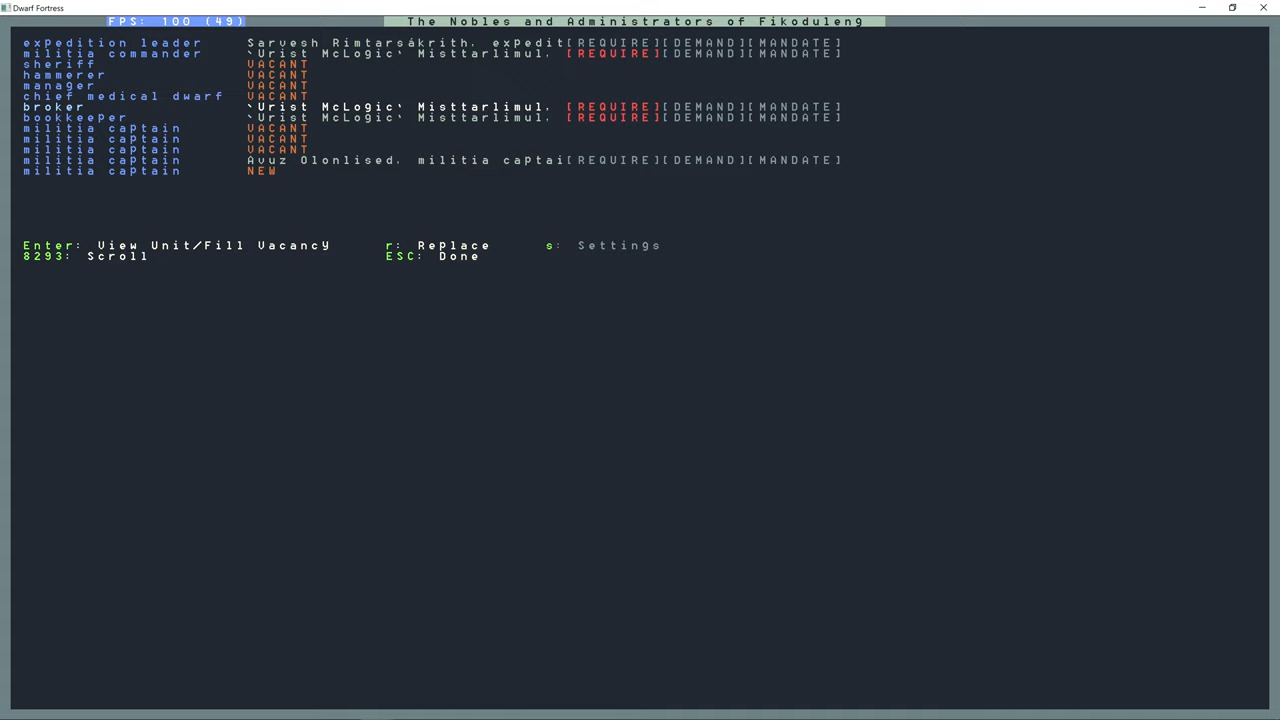 Dwarf Fortress
FPS: 100 (49) The Nobles and Administrators of Fikoduleng
expedition leader Sarvesh Rimtarsákrith, expedit[REQUIRE][DEMAND][MANDATE]
militia commander `Urist McLogic` Misttarlimul, [REQUIRE][DEMAND][MANDATE]
sheriff VACANT
hammerer VACANT
manager VACANT
chief medical dwarf VACANT
broker `Urist McLogic` Misttarlimul, [REQUIRE][DEMAND][MANDATE]
bookkeeper `Urist McLogic` Misttarlimul, [REQUIRE][DEMAND][MANDATE]
militia captain VACANT
militia captain VACANT
militia captain VACANT
militia captain Avuz Olonlised, militia captai[REQUIRE][DEMAND][MANDATE]
militia captain NEW
Enter: View Unit/Fill Vacancy r: Replace s: Settings
8293: Scroll ESC: Done